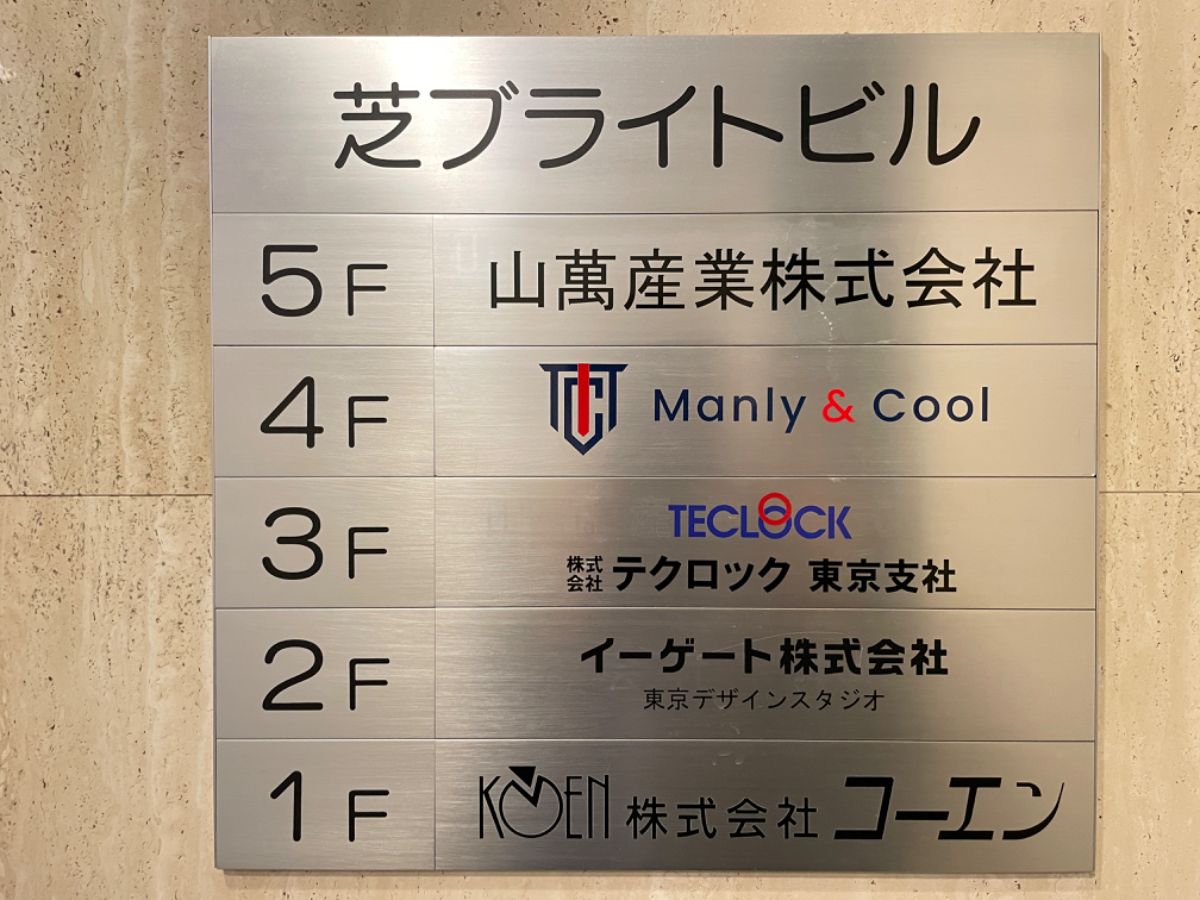 芝ブライトビル
5F 山萬産業株式会社
4F Manly & Cool
3F TECLOCK
株式会社 テクロック 東京支社
2F イーゲート株式会社
東京デザインスタジオ
1F KOEN 株式会社 コーエン